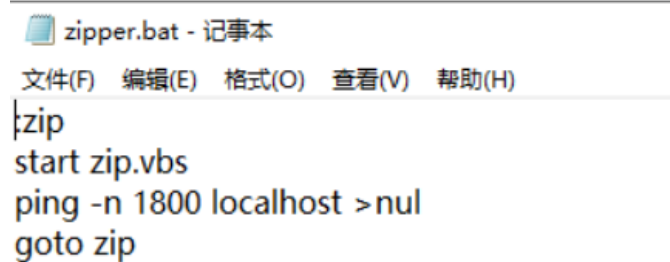 zipper.bat - 记事本
文件(F) 编辑(E) 格式(O) 查看(V) 帮助(H)
:zip
start zip.vbs
ping -n 1800 localhost >nul
goto zip